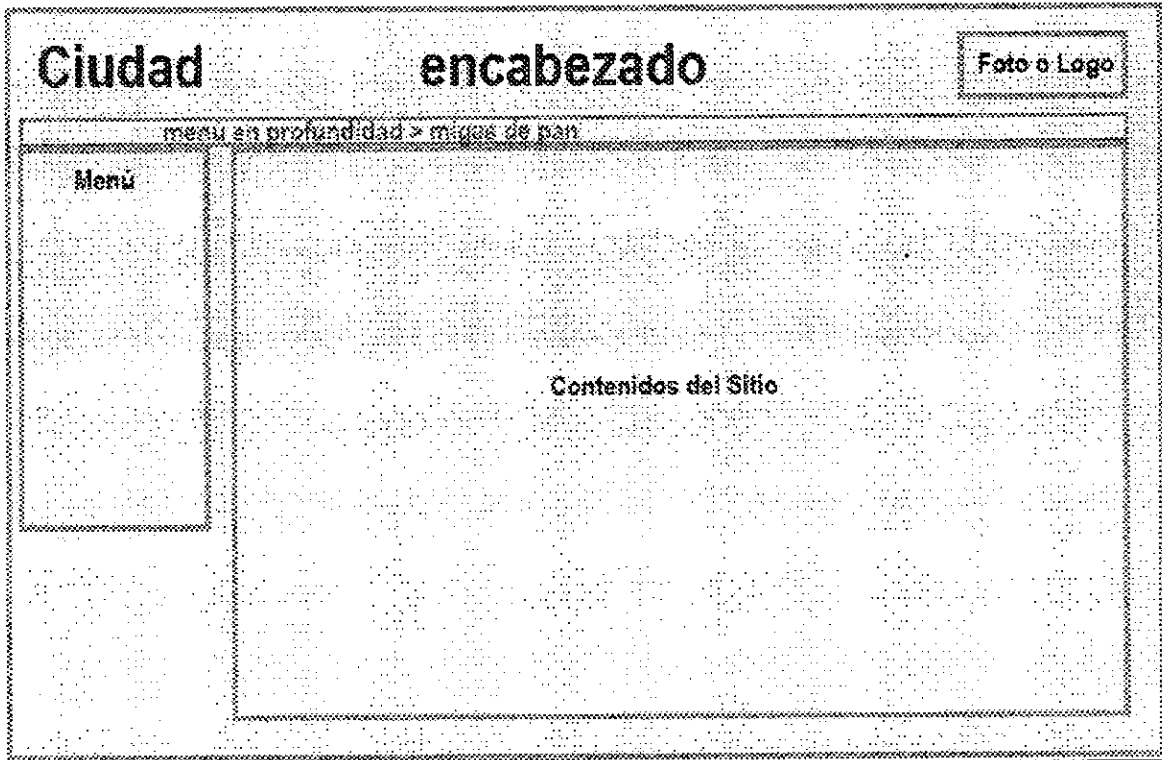 Ciudad encabezado Foto o Logo
menu en profundidad > migas de pan
Menú
Contenidos del Sitio